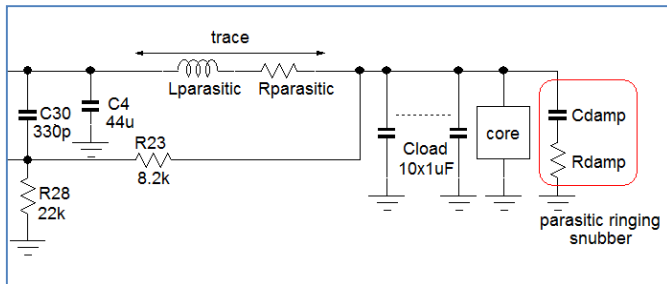 trace
Lparasitic
Rparasitic
C30
330p
C4
44u
R23
8.2k
R28
22k
Cload
10x1uF
core
Cdamp
Rdamp
parasitic ringing
snubber